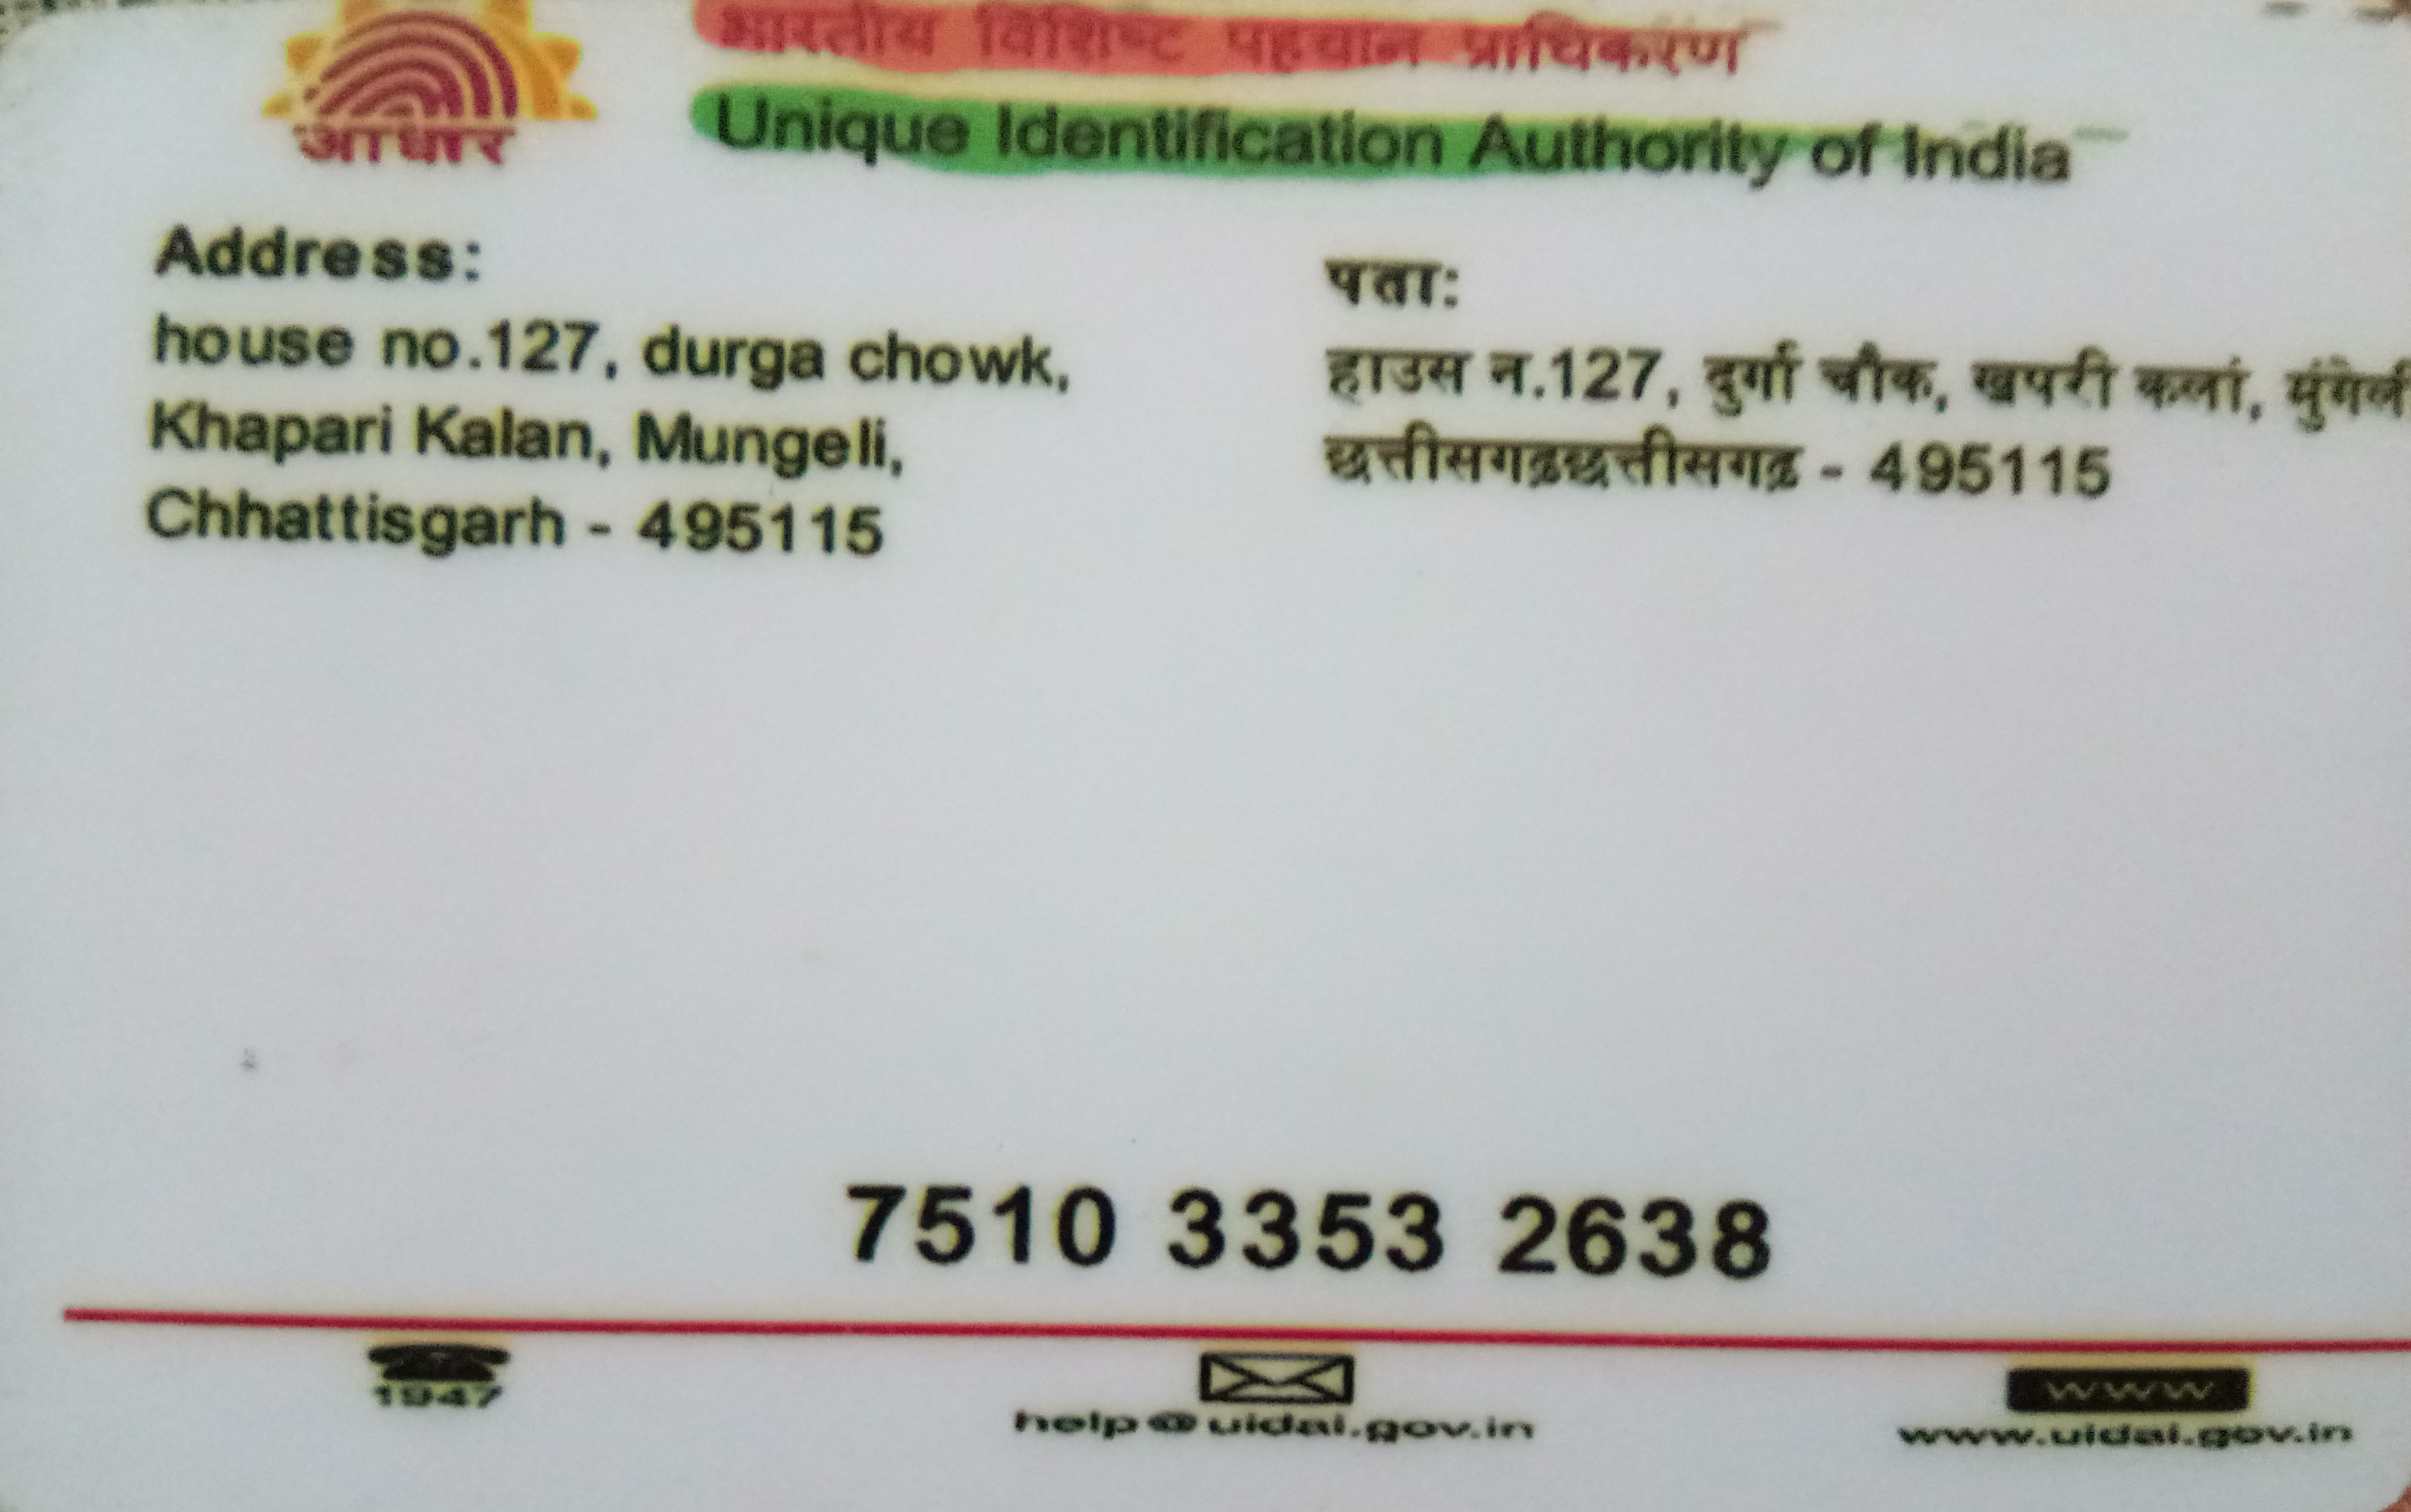 आधार
भारतीय विशिष्ट पहचान प्राधिकरण
Unique Identification Authority of India
Address:
house no.127, durga chowk,
Khapari Kalan, Mungeli,
Chhattisgarh - 495115
पता:
हाउस न.127, दुर्गा चौक, खपरी कलां, मुंगेली
छत्तीसगढ़छत्तीसगढ़ - 495115
7510 3353 2638
1947
help@uidai.gov.in
www
www.uidai.gov.in